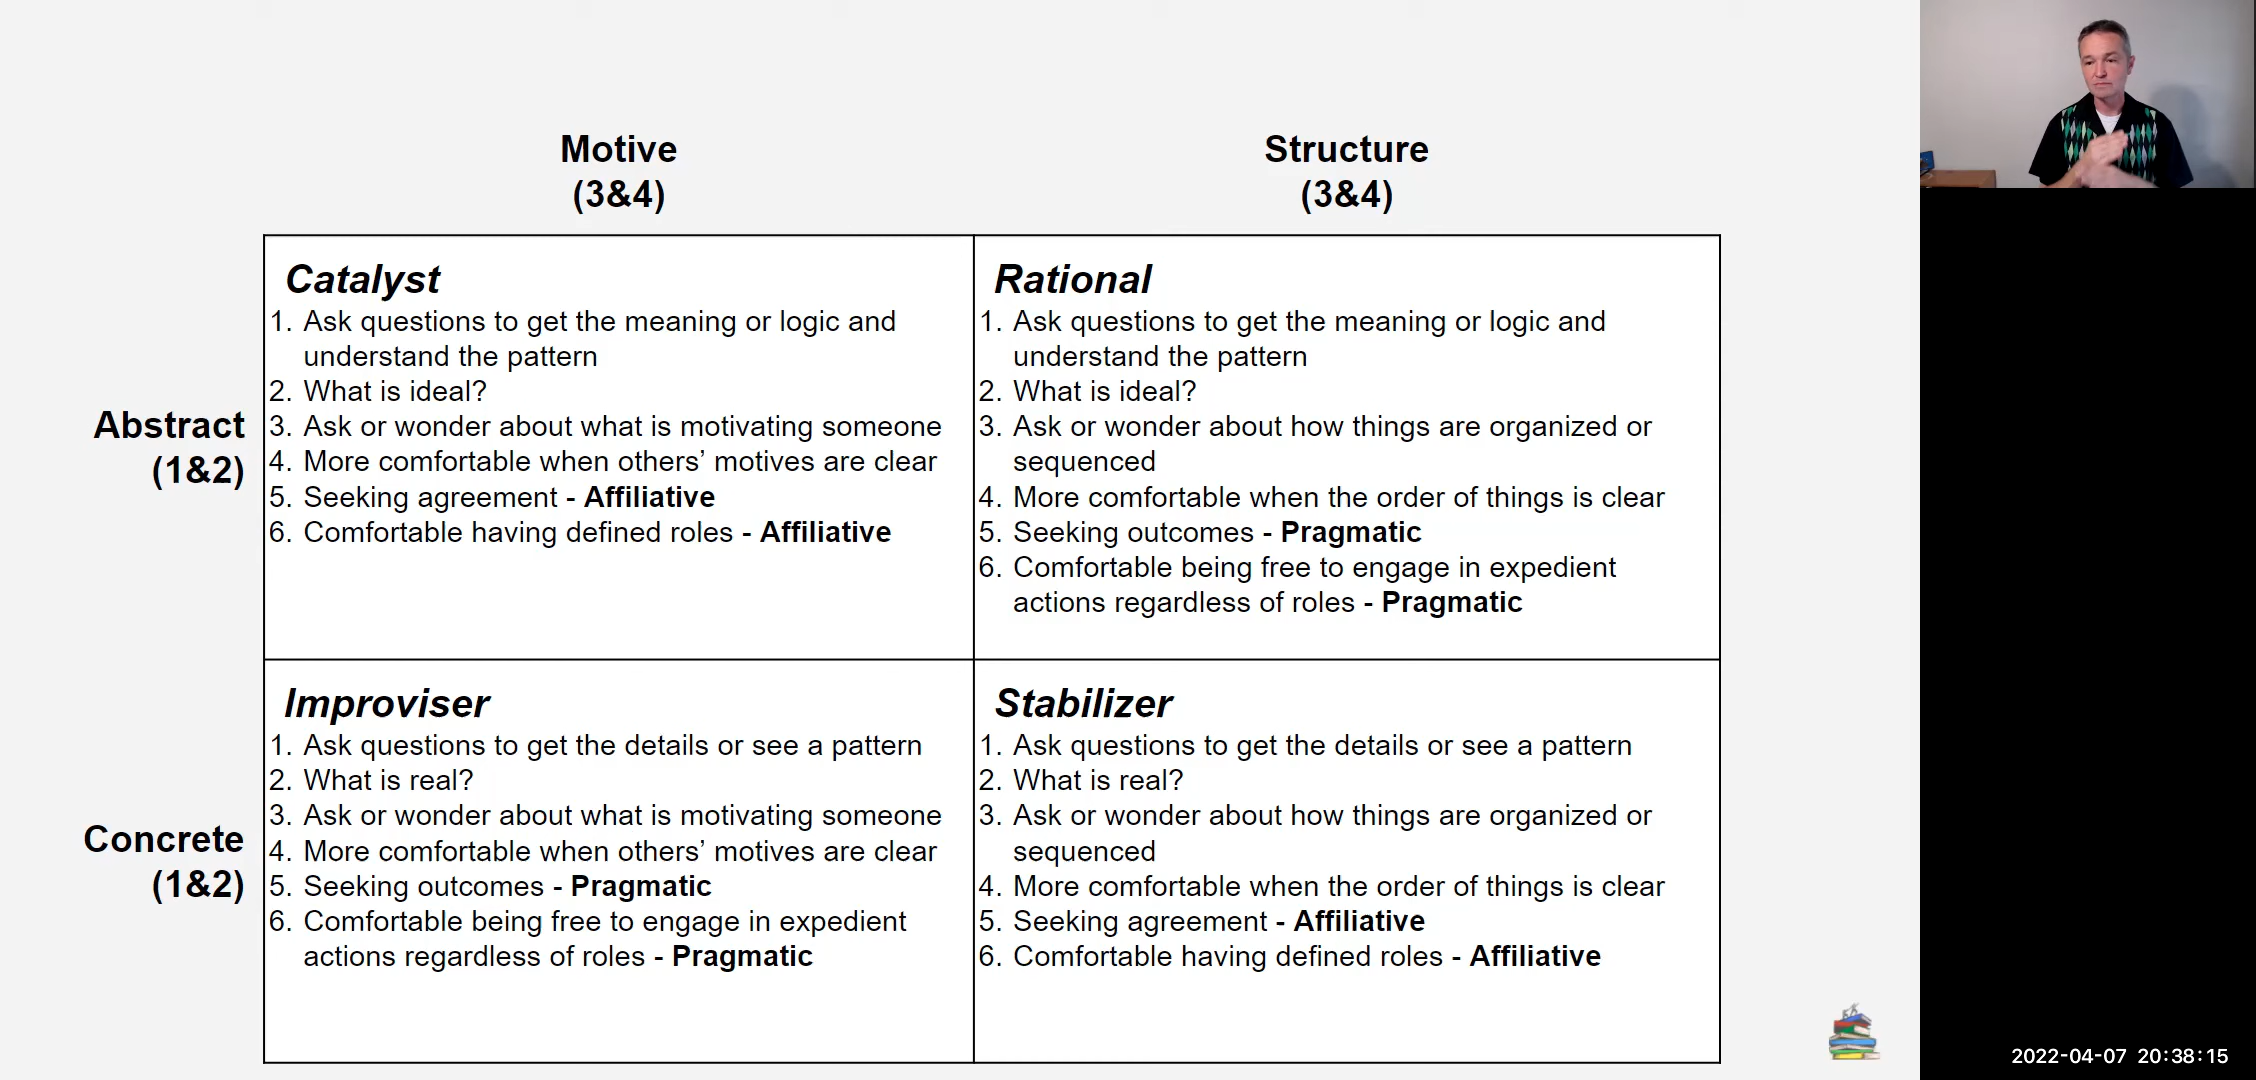 Motive
(3&4)
Structure
(3&4)
Abstract
(1&2)
Catalyst
1. Ask questions to get the meaning or logic and
understand the pattern
2. What is ideal?
3. Ask or wonder about what is motivating someone
4. More comfortable when others’ motives are clear
5. Seeking agreement - Affiliative
6. Comfortable having defined roles - Affiliative
Rational
1. Ask questions to get the meaning or logic and
understand the pattern
2. What is ideal?
3. Ask or wonder about how things are organized or
sequenced
4. More comfortable when the order of things is clear
5. Seeking outcomes - Pragmatic
6. Comfortable being free to engage in expedient
actions regardless of roles - Pragmatic
Concrete
(1&2)
Improviser
1. Ask questions to get the details or see a pattern
2. What is real?
3. Ask or wonder about what is motivating someone
4. More comfortable when others’ motives are clear
5. Seeking outcomes - Pragmatic
6. Comfortable being free to engage in expedient
actions regardless of roles - Pragmatic
Stabilizer
1. Ask questions to get the details or see a pattern
2. What is real?
3. Ask or wonder about how things are organized or
sequenced
4. More comfortable when the order of things is clear
5. Seeking agreement - Affiliative
6. Comfortable having defined roles - Affiliative
2022-04-07 20:38:15